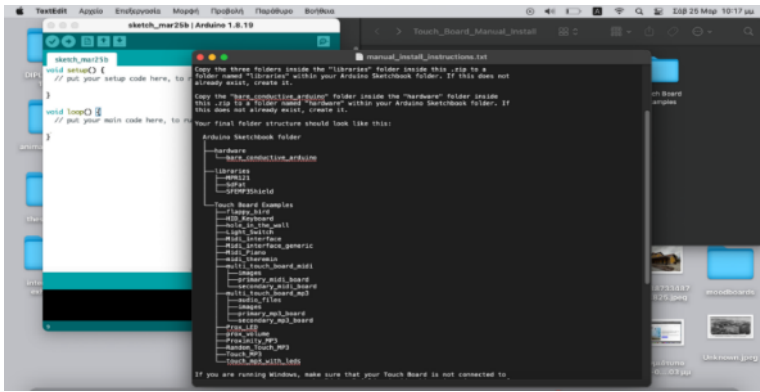 TextEdit Αρχείο Επεξεργασία Μορφή Προβολή Παράθυρο Βοήθεια
Σάβ 25 Μαρ 10:17 μμ
sketch_mar25b | Arduino 1.8.19
sketch_mar25b
void setup() {
// put your setup code here, to r
}
void loop() {
// put your main code here, to ru
}
Touch_Board_Manual_Install
manual_install_instructions.txt
Copy the three folders inside the "libraries" folder inside this .zip to a
folder named "libraries" within your Arduino Sketchbook folder. If this does not
already exist, create it.
Copy the "bare_conductive_arduino" folder inside the "hardware" folder inside
this .zip to a folder named "hardware" within your Arduino Sketchbook folder. If
this does not already exist, create it.
Your final folder structure should look like this:
Arduino Sketchbook folder
hardware
bare_conductive_arduino
libraries
MPR121
SdFat
SFEMP3Shield
Touch Board Examples
flappy_bird
HID_Keyboard
hole_in_the_wall
Light_Switch
Midi_interface
Midi_interface_generic
Midi_Piano
midi_theremin
multi_touch_board_midi
images
primary_midi_board
secondary_midi_board
multi_touch_board_mp3
audio_files
images
primary_mp3_board
secondary_mp3_board
Prox_LED
prox_volume
Proximity_MP3
Random_Touch_MP3
Touch_MP3
touch_mp3_with_leds
If you are running Windows, make sure that your Touch Board is not connected to
ch Board
amples
moodboards
Unknown.jpeg